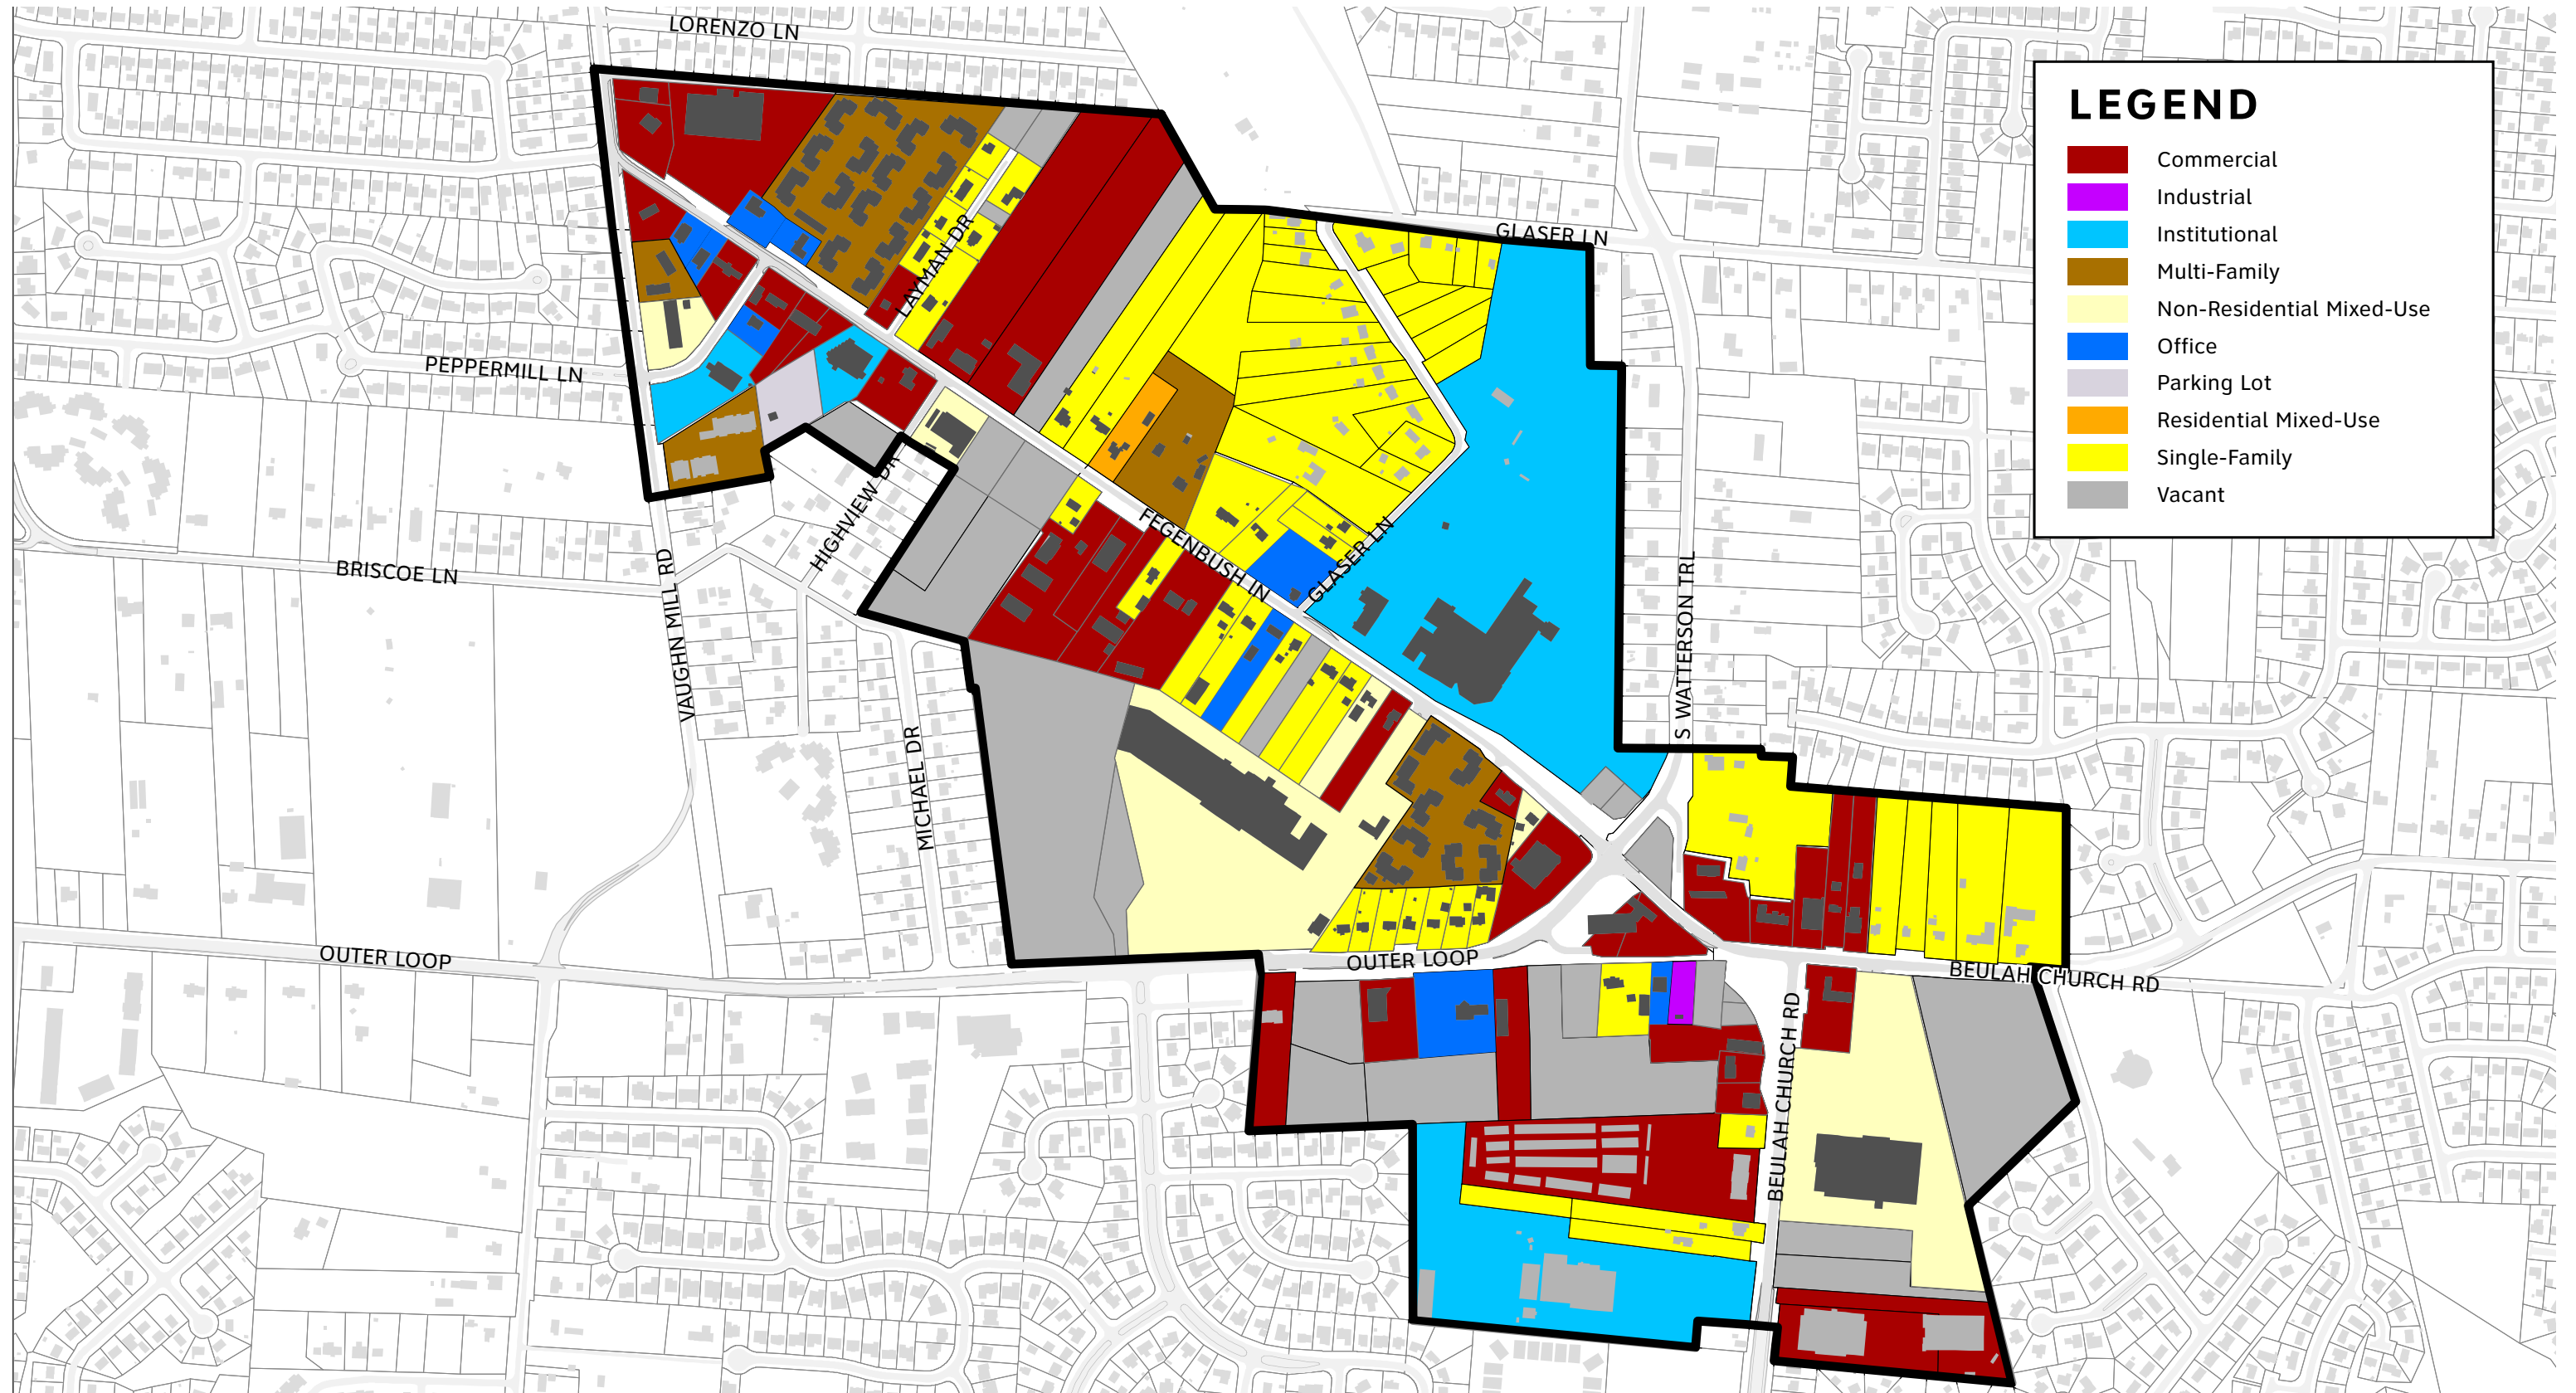 LORENZO LN
LEGEND
Commercial
Industrial
Institutional
Multi-Family
Non-Residential Mixed-Use
Office
Parking Lot
Residential Mixed-Use
Single-Family
Vacant
GLASER LN
LAYMAN DR
PEPPERMILL LN
HIGHVIEW DR
FEGENBUSH LN
GLASER LN
BRISCOE LN
VAUGHN MILL RD
S WATTERSON TRL
MICHAEL DR
OUTER LOOP
OUTER LOOP
BEULAH CHURCH RD
BEULAH CHURCH RD